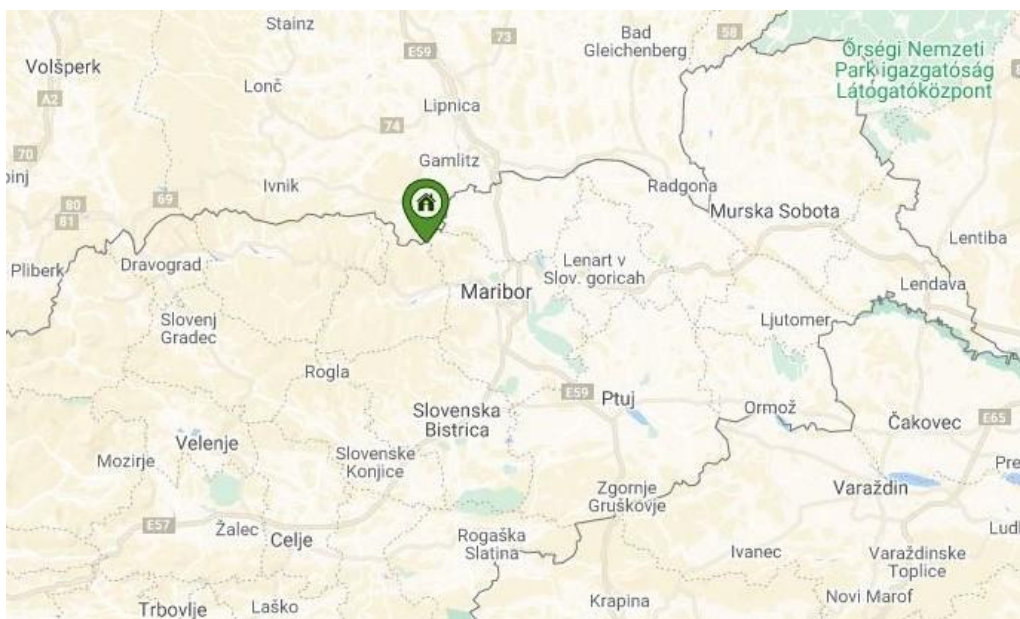 Stainz
E59
73
Bad
Gleichenberg
58
Őrségi Nemzeti
Park igazgatóság
Látogatóközpont
Volšperk
Lonč
A2
Lipnica
74
70
Gamlitz
Ivnik
69
Radgona
80
81
Murska Sobota
Lentiba
Pliberk
Dravograd
Lenart v
Slov. goricah
Maribor
Lendava
Slovenj
Gradec
Ljutomer
Rogla
E59
Ptuj
Slovenska
Bistrica
Ormož
Čakovec
E65
Velenje
Mozirje
Slovenske
Konjice
Zgornje
Gruškovje
Varaždin
E57
Žalec
Celje
Rogaška
Slatina
Ivanec
Varaždinske
Toplice
Trbovlje
Laško
Krapina
Novi Marof